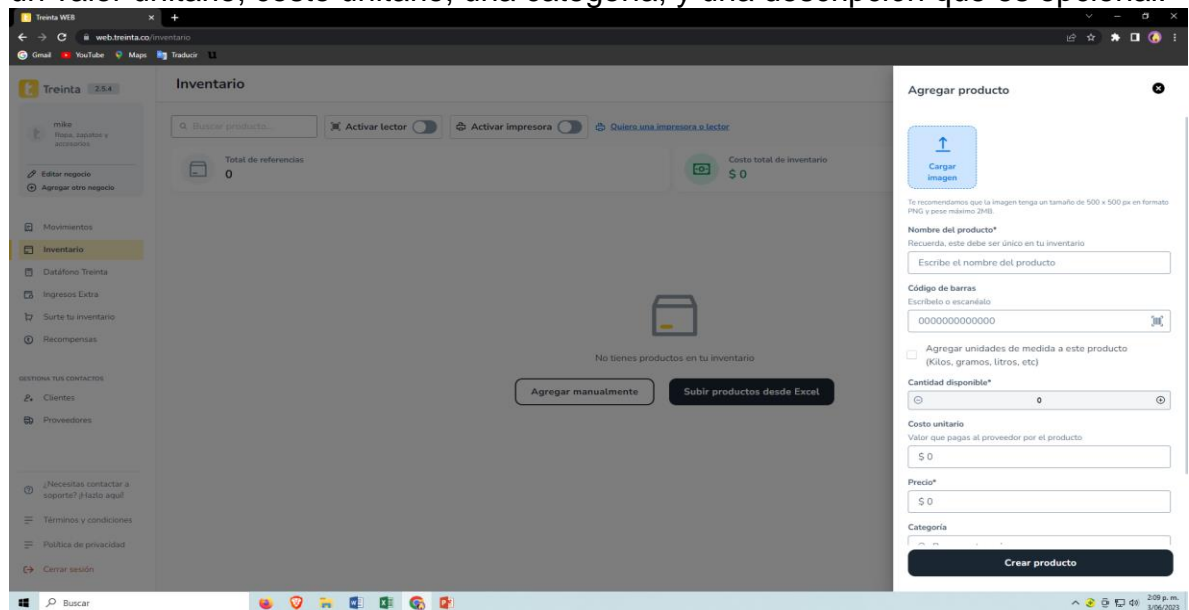 un valor unitario, costo unitario, una categoría, y una descripción que es opcional.
Treinta WEB
web.treinta.co/inventario
Gmail YouTube Maps Traducir
Treinta 2.5.4
mike
Ropa, zapatos y
accesorios
Editar negocio
Agregar otro negocio
Movimientos
Inventario
Datáfono Treinta
Ingresos Extra
Surte tu inventario
Recompensas
GESTIONA TUS CONTACTOS
Clientes
Proveedores
¿Necesitas contactar a
soporte? ¡Hazlo aquí!
Términos y condiciones
Política de privacidad
Cerrar sesión
Inventario
Buscar producto...
Activar lector
Activar impresora
Quiero una impresora o lector
Total de referencias
0
Costo total de inventario
$ 0
No tienes productos en tu inventario
Agregar manualmente
Subir productos desde Excel
Agregar producto
Cargar
imagen
Te recomendamos que la imagen tenga un tamaño de 500 x 500 px en formato
PNG y pese máximo 2MB.
Nombre del producto*
Recuerda, este debe ser único en tu inventario
Escribe el nombre del producto
Código de barras
Escríbelo o escanéalo
0000000000000
Agregar unidades de medida a este producto
(Kilos, gramos, litros, etc)
Cantidad disponible*
0
Costo unitario
Valor que pagas al proveedor por el producto
$ 0
Precio*
$ 0
Categoría
Crear producto
Buscar
2:09 p. m.
3/06/2023